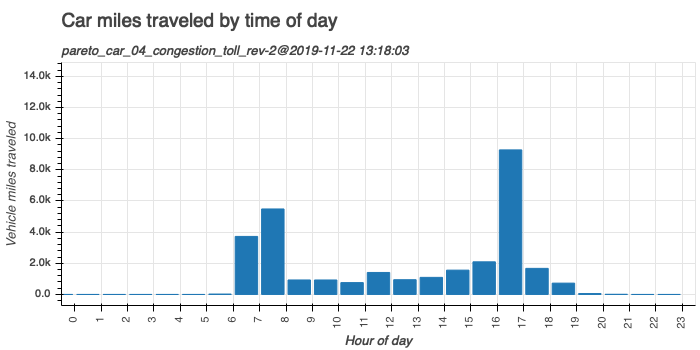 Car miles traveled by time of day
pareto_car_04_congestion_toll_rev-2@2019-11-22 13:18:03
14.0k
12.0k
10.0k
8.0k
6.0k
4.0k
2.0k
0.0
Vehicle miles traveled
0 1 2 3 4 5 6 7 8 9 10 11 12 13 14 15 16 17 18 19 20 21 22 23
Hour of day